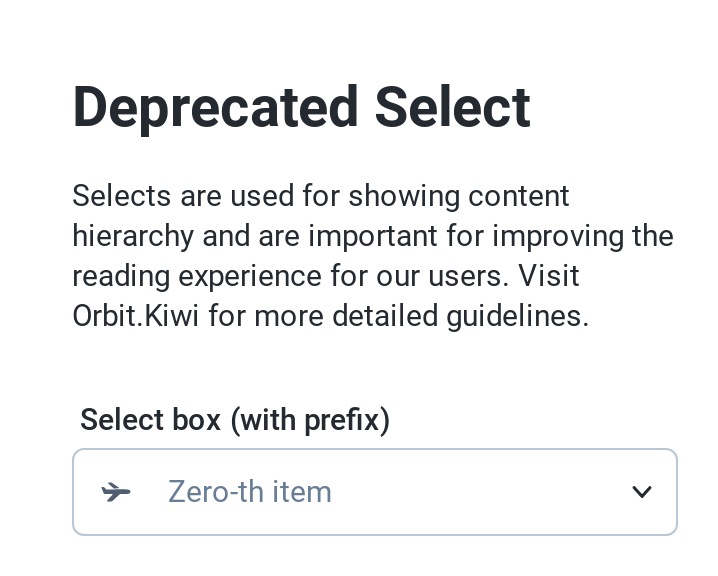 Deprecated Select
Selects are used for showing content
hierarchy and are important for improving the
reading experience for our users. Visit
Orbit.Kiwi for more detailed guidelines.
Select box (with prefix)
Zero-th item